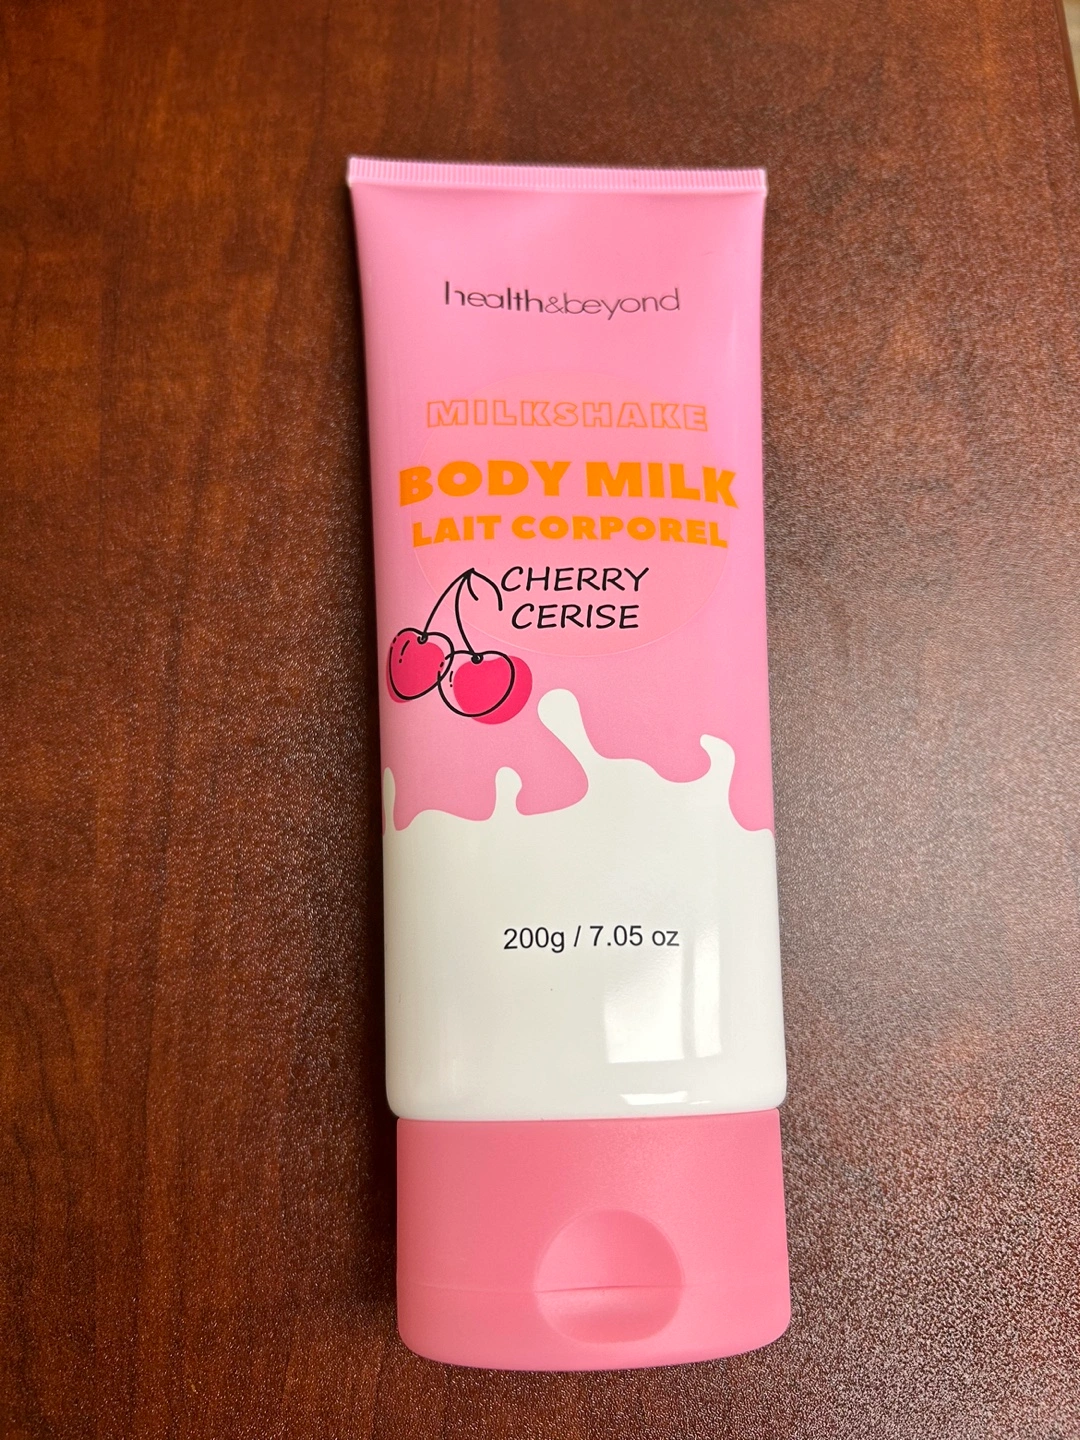 health&beyond
MILKSHAKE
BODY MILK
LAIT CORPOREL
CHERRY
CERISE
200g / 7.05 oz